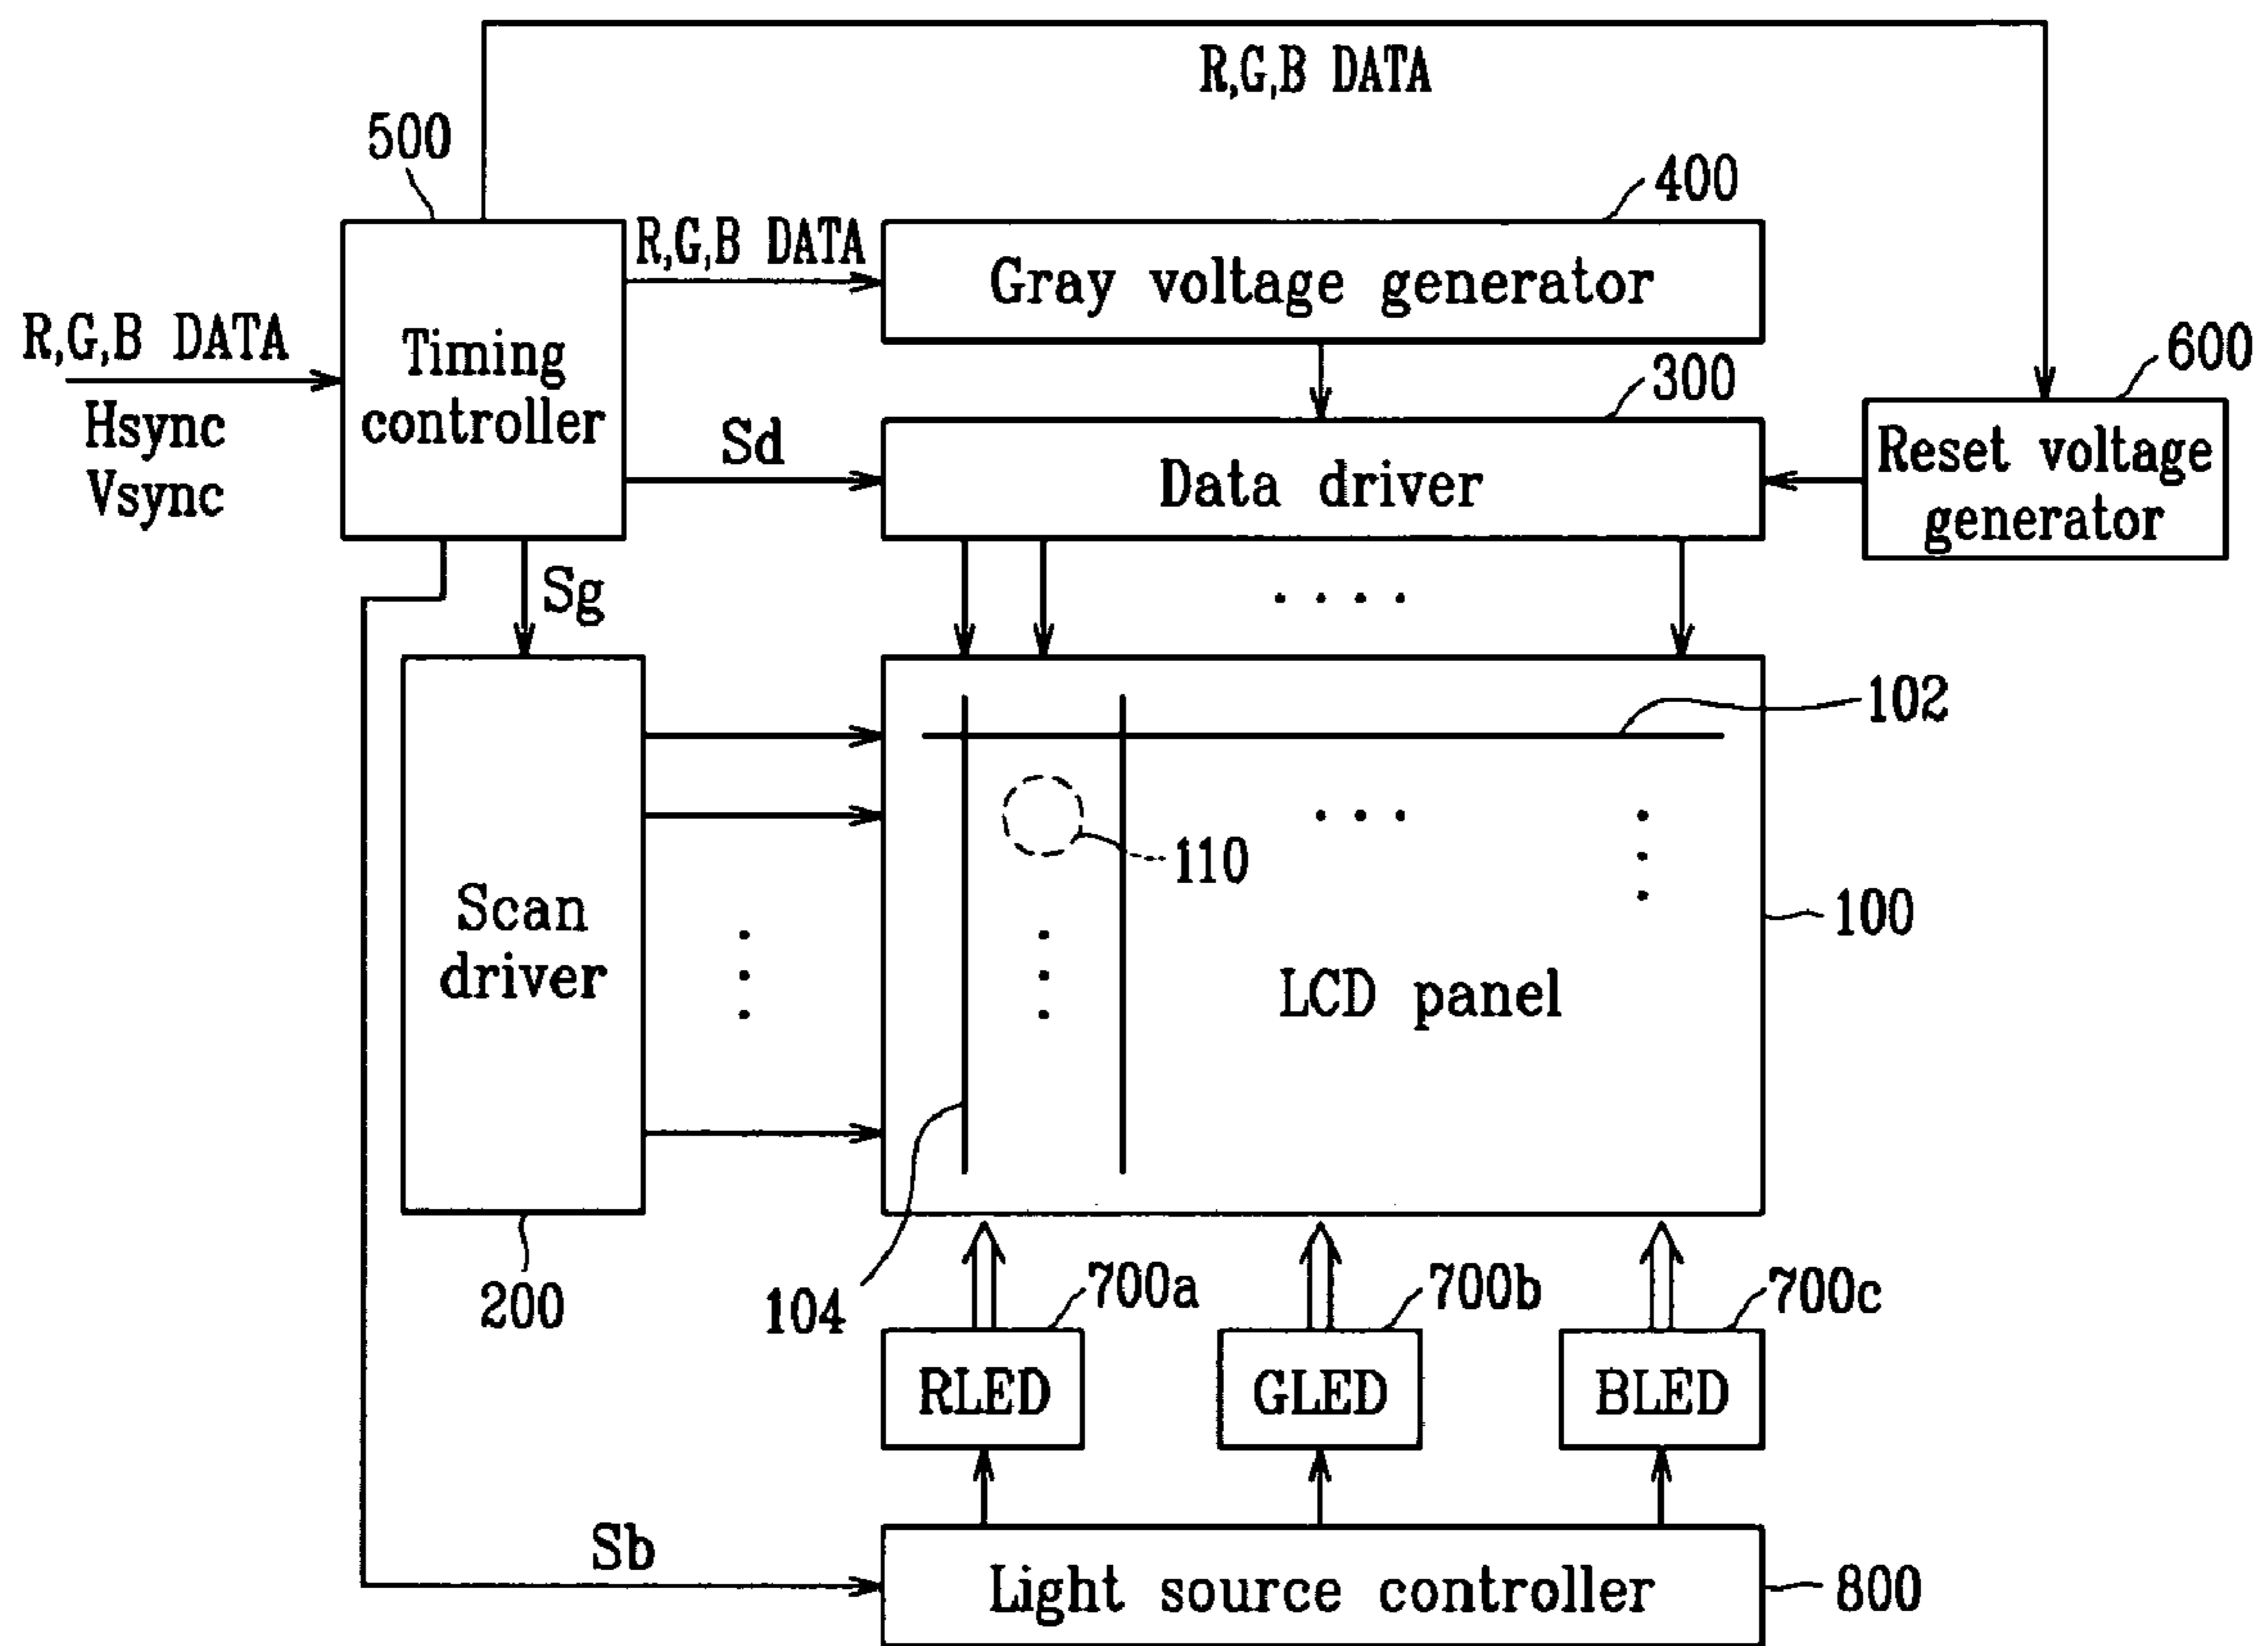 R,G,B DATA
500
400
R,G,B DATA
Gray voltage generator
R,G,B DATA
Hsync
Vsync
Timing
controller
300
600
Sd
Data driver
Reset voltage
generator
Sg
102
110
Scan
driver
100
LCD panel
200
104
700a
700b
700c
RLED
GLED
BLED
Sb
Light source controller
800